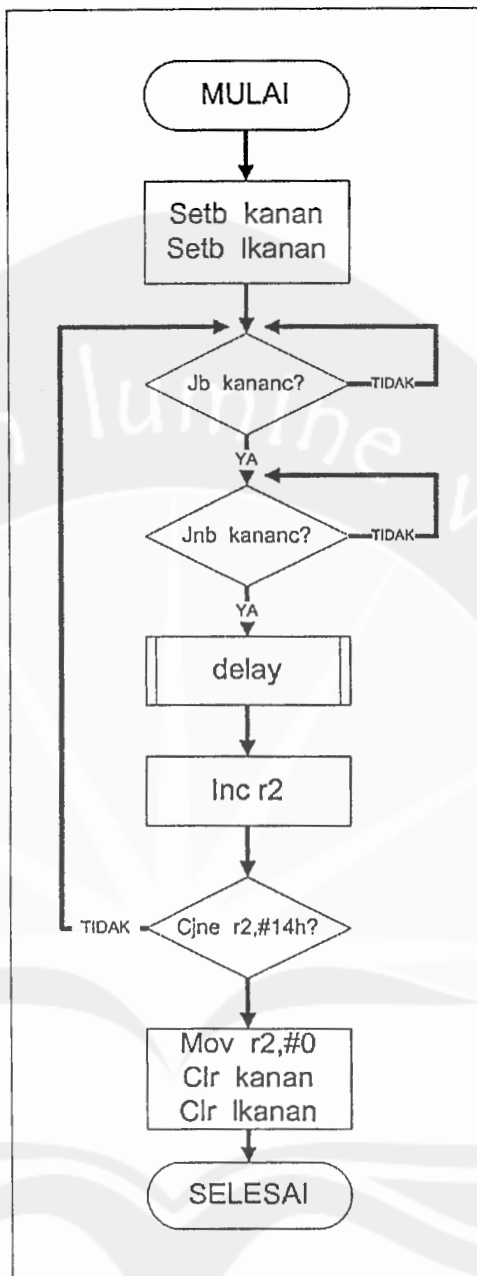 MULAI
Setb kanan
Setb lkanan
Jb kananc?
TIDAK
YA
Jnb kananc?
TIDAK
YA
delay
Inc r2
Cjne r2,#14h?
TIDAK
Mov r2,#0
Clr kanan
Clr lkanan
SELESAI
lumine